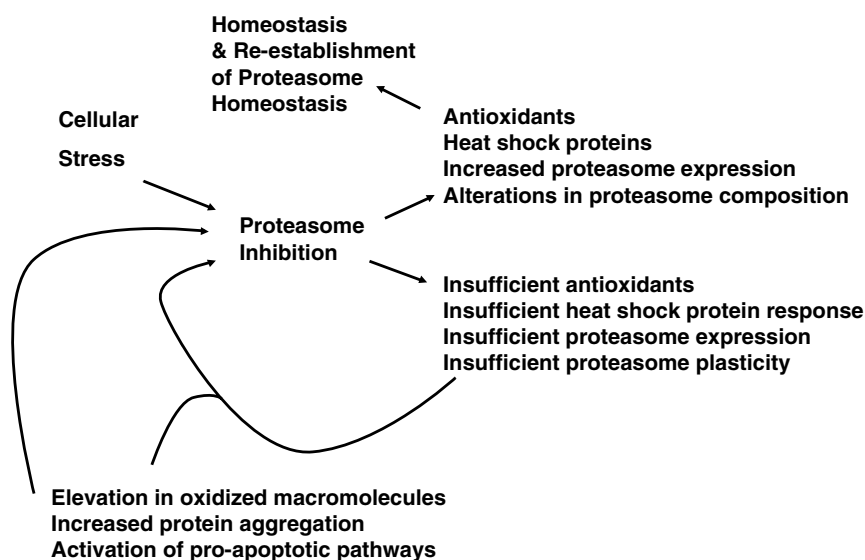 Homeostasis
& Re-establishment
of Proteasome
Homeostasis
Cellular
Stress
Antioxidants
Heat shock proteins
Increased proteasome expression
Alterations in proteasome composition
Proteasome
Inhibition
Insufficient antioxidants
Insufficient heat shock protein response
Insufficient proteasome expression
Insufficient proteasome plasticity
Elevation in oxidized macromolecules
Increased protein aggregation
Activation of pro-apoptotic pathways